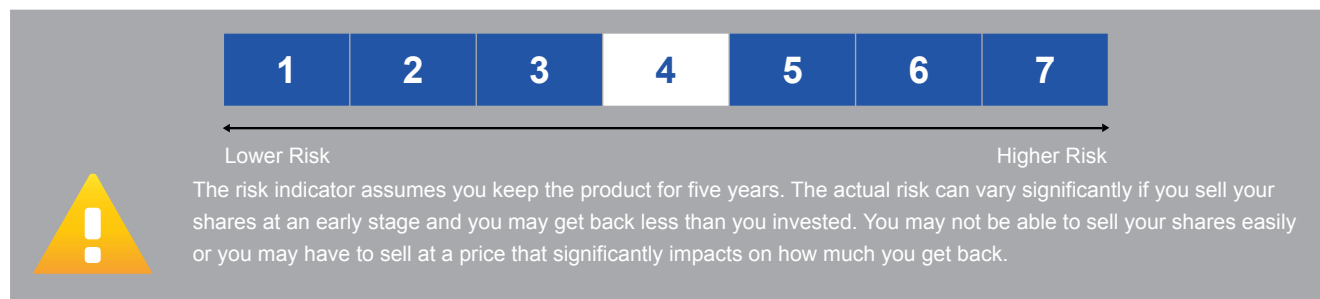 1 2 3 4 5 6 7
Lower Risk Higher Risk
The risk indicator assumes you keep the product for five years. The actual risk can vary significantly if you sell your
shares at an early stage and you may get back less than you invested. You may not be able to sell your shares easily
or you may have to sell at a price that significantly impacts on how much you get back.